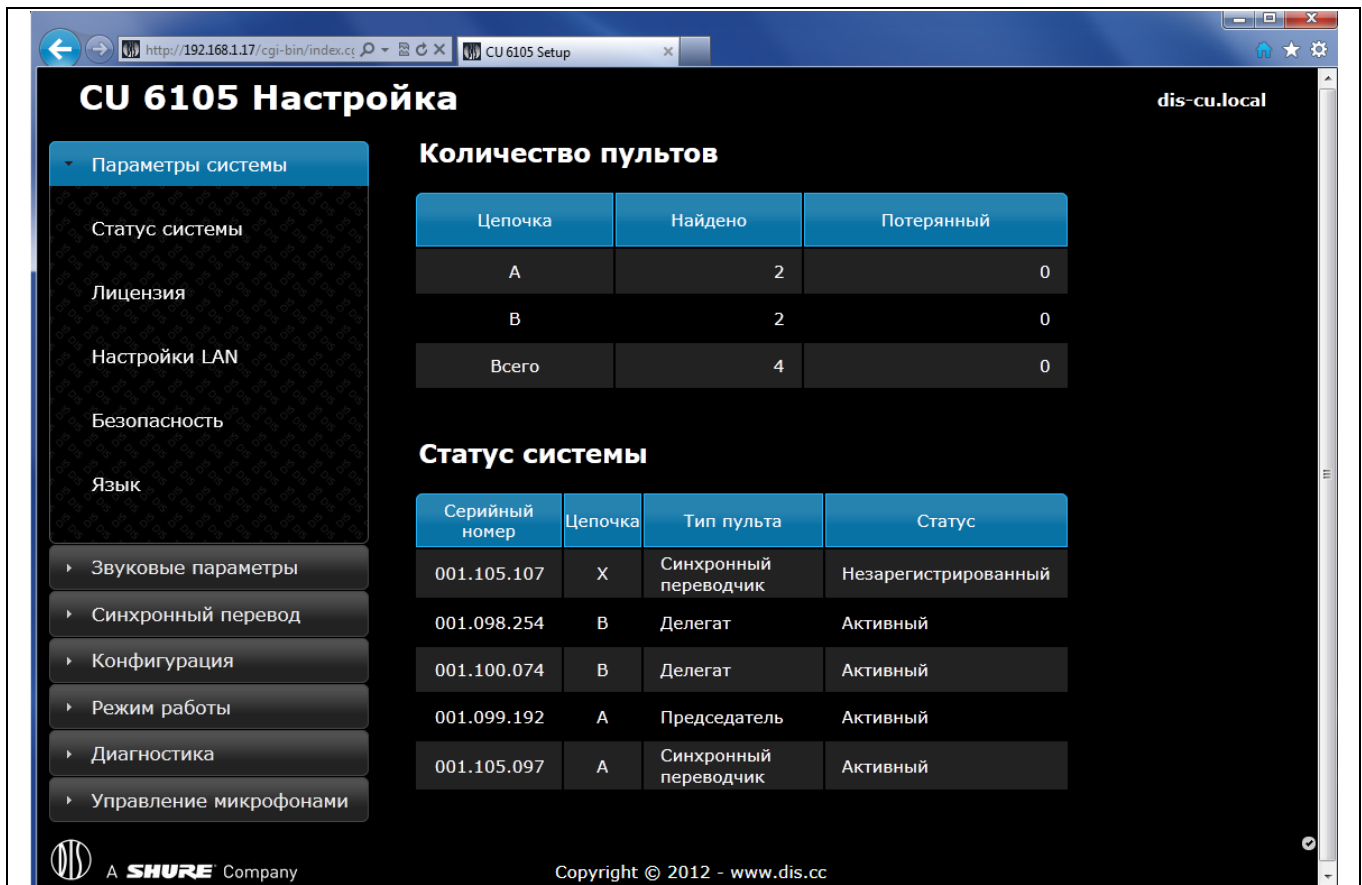 http://192.168.1.17/cgi-bin/index.cg
CU 6105 Setup
CU 6105 Настройка
dis-cu.local
Параметры системы
Статус системы
Лицензия
Настройки LAN
Безопасность
Язык
Звуковые параметры
Синхронный перевод
Конфигурация
Режим работы
Диагностика
Управление микрофонами
Количество пультов
Цепочка Найдено Потерянный
A 2 0
B 2 0
Всего 4 0
Статус системы
Серийный номер Цепочка Тип пульта Статус
001.105.107 X Синхронный переводчик Незарегистрированный
001.098.254 B Делегат Активный
001.100.074 B Делегат Активный
001.099.192 A Председатель Активный
001.105.097 A Синхронный переводчик Активный
DIS A SHURE Company
Copyright © 2012 - www.dis.cc